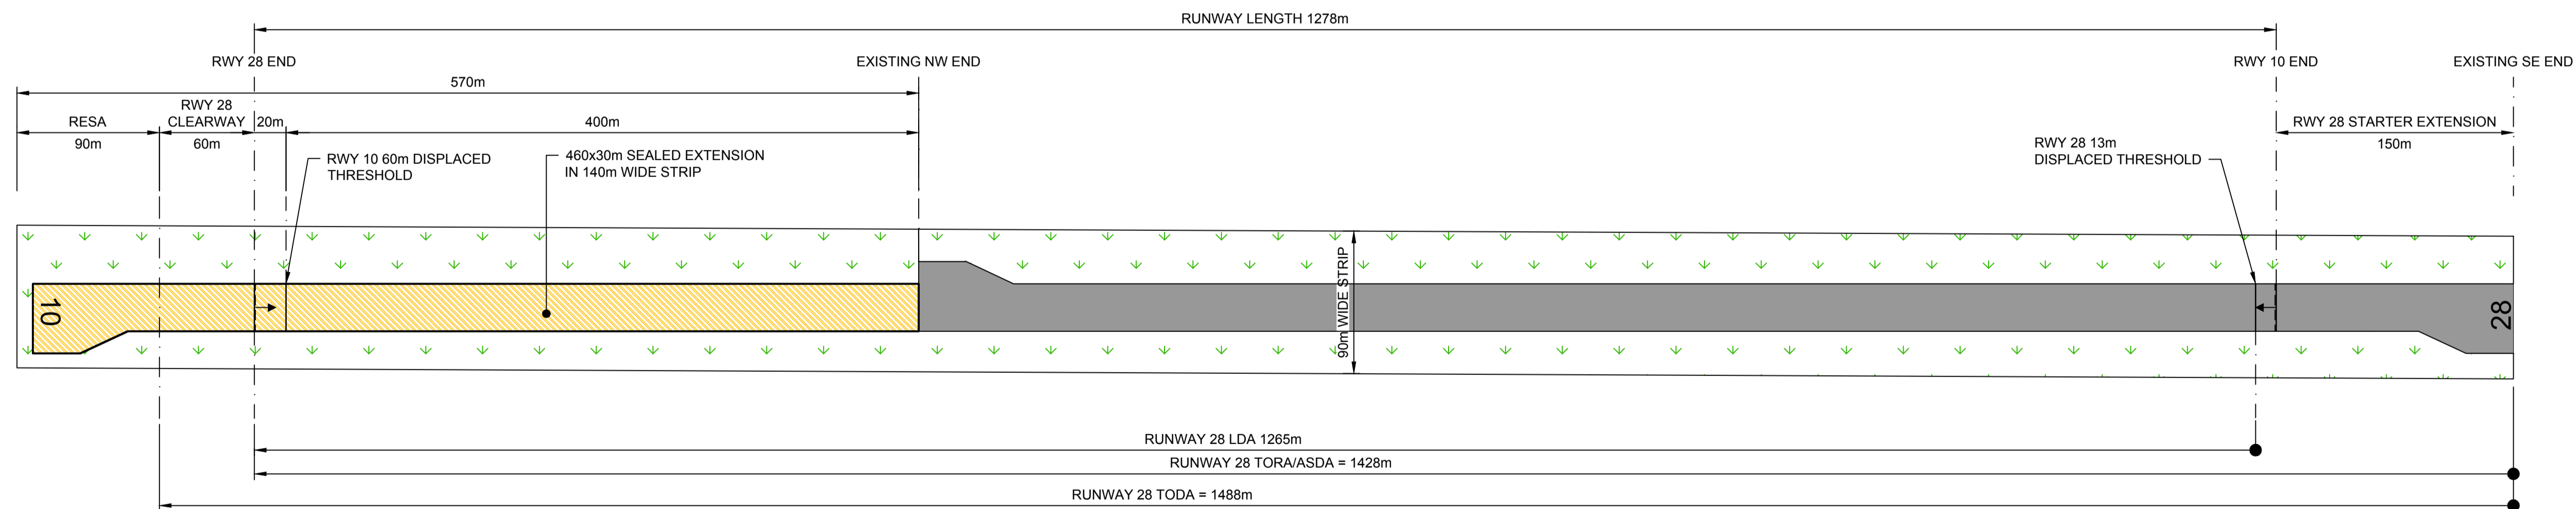 RUNWAY LENGTH 1278m
RWY 28 END
EXISTING NW END
RWY 10 END
EXISTING SE END
570m
RESA
90m
RWY 28
CLEARWAY
60m
20m
400m
RWY 28 STARTER EXTENSION
150m
RWY 10 60m DISPLACED
THRESHOLD
460x30m SEALED EXTENSION
IN 140m WIDE STRIP
RWY 28 13m
DISPLACED THRESHOLD
10
90m WIDE STRIP
28
RUNWAY 28 LDA 1265m
RUNWAY 28 TORA/ASDA = 1428m
RUNWAY 28 TODA = 1488m